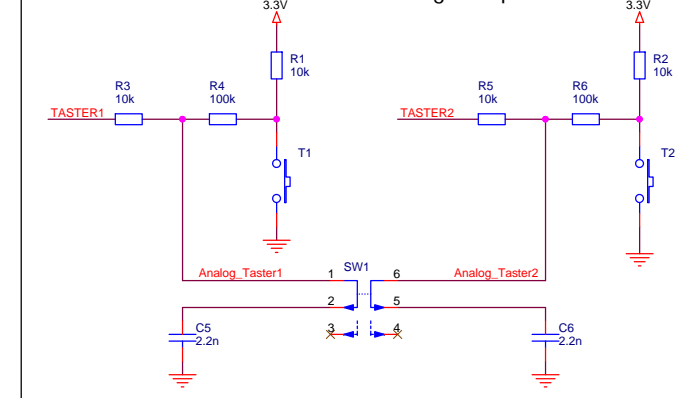 3.3V
3.3V
R1
10k
R2
10k
R3
10k
R4
100k
R5
10k
R6
100k
TASTER1
TASTER2
T1
T2
Analog_Taster1
1
SW1
6
Analog_Taster2
2
5
3
4
C5
2.2n
C6
2.2n